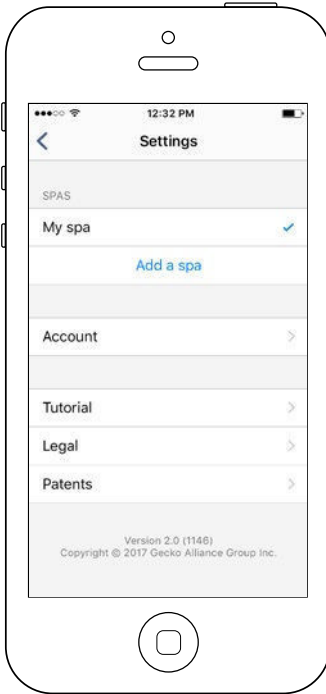 12:32 PM
Settings
SPAS
My spa
Add a spa
Account
Tutorial
Legal
Patents
Version 2.0 (1146)
Copyright © 2017 Gecko Alliance Group Inc.